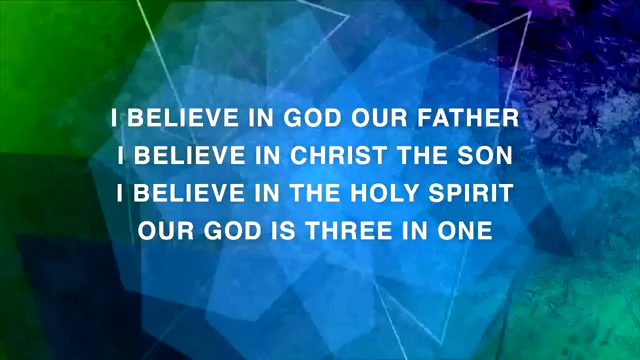 I BELIEVE IN GOD OUR FATHER
I BELIEVE IN CHRIST THE SON
I BELIEVE IN THE HOLY SPIRIT
OUR GOD IS THREE IN ONE